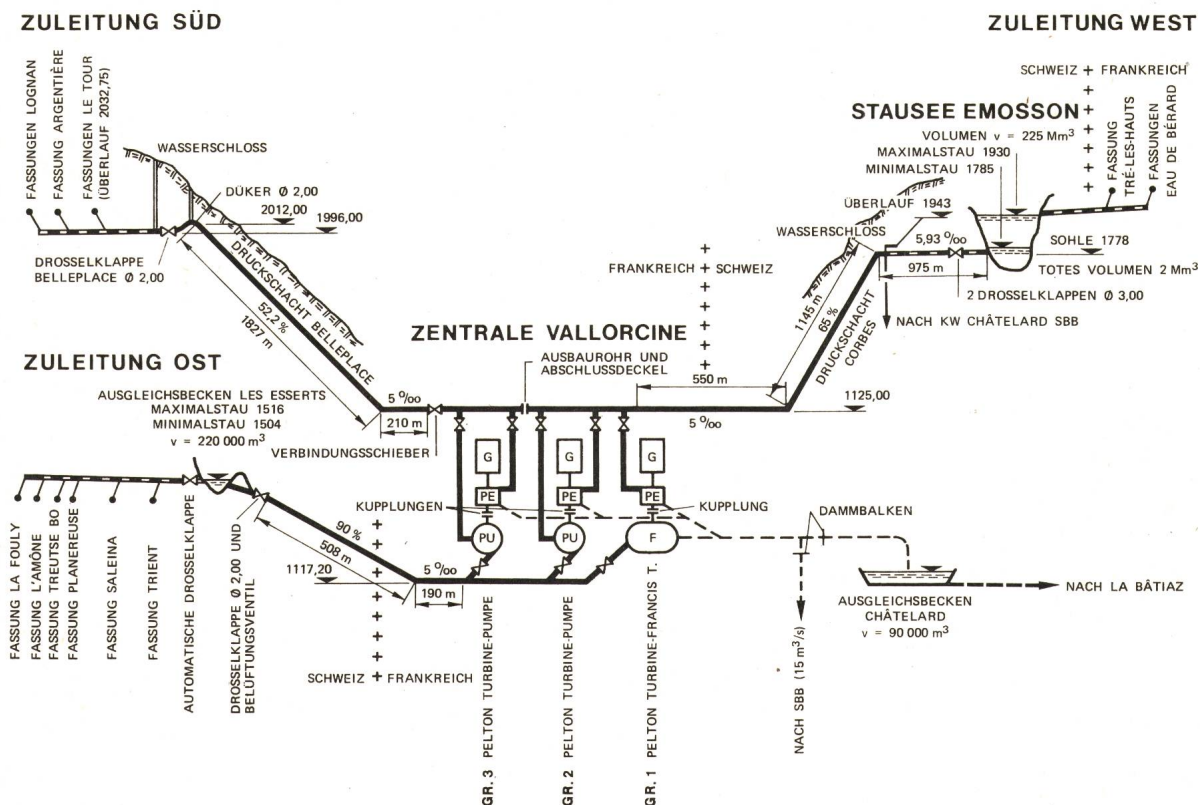 ZULEITUNG SÜD
ZULEITUNG WEST
FASSUNGEN LOGNAN
FASSUNG ARGENTIÈRE
FASSUNGEN LE TOUR
(ÜBERLAUF 2032,75)
WASSERSCHLOSS
DÜKER Ø 2,00
2012,00
1996,00
DROSSELKLAPPE
BELLEPLACE Ø 2,00
DRUCKSCHACHT BELLEPLACE
52,2 %
1827 m
SCHWEIZ + FRANKREICH
STAUSEE EMOSSON
VOLUMEN v = 225 Mm³
MAXIMALSTAU 1930
MINIMALSTAU 1785
FASSUNG
TRÉ-LES-HAUTS
FASSUNGEN
EAU DE BÉRARD
ÜBERLAUF 1943
WASSERSCHLOSS
5,93 ‰
975 m
SOHLE 1778
TOTES VOLUMEN 2 Mm³
2 DROSSELKLAPPEN Ø 3,00
NACH KW CHÂTELARD SBB
FRANKREICH + SCHWEIZ
1145 m
65 %
DRUCKSCHACHT
CORBES
ZENTRALE VALLORCINE
AUSBAUROHR UND
ABSCHLUSSDECKEL
550 m
1125,00
5 ‰
5 ‰
210 m
VERBINDUNGSSCHIEBER
ZULEITUNG OST
AUSGLEICHSBECKEN LES ESSERTS
MAXIMALSTAU 1516
MINIMALSTAU 1504
v = 220 000 m³
G
G
G
PE
PE
PE
KUPPLUNGEN
KUPPLUNG
PU
PU
F
DAMMBALKEN
90 %
508 m
1117,20
5 ‰
190 m
FASSUNG LA FOULY
FASSUNG L'AMÔNE
FASSUNG TREUTSE BO
FASSUNG PLANEREUSE
FASSUNG SALEINA
FASSUNG TRIENT
AUTOMATISCHE DROSSELKLAPPE
DROSSELKLAPPE Ø 2,00 UND
BELÜFTUNGSVENTIL
SCHWEIZ + FRANKREICH
GR. 3 PELTON TURBINE-PUMPE
GR. 2 PELTON TURBINE-PUMPE
GR. 1 PELTON TURBINE-FRANCIS T.
NACH SBB (15 m³/s)
AUSGLEICHSBECKEN
CHÂTELARD
v = 90 000 m³
NACH LA BÂTIAZ